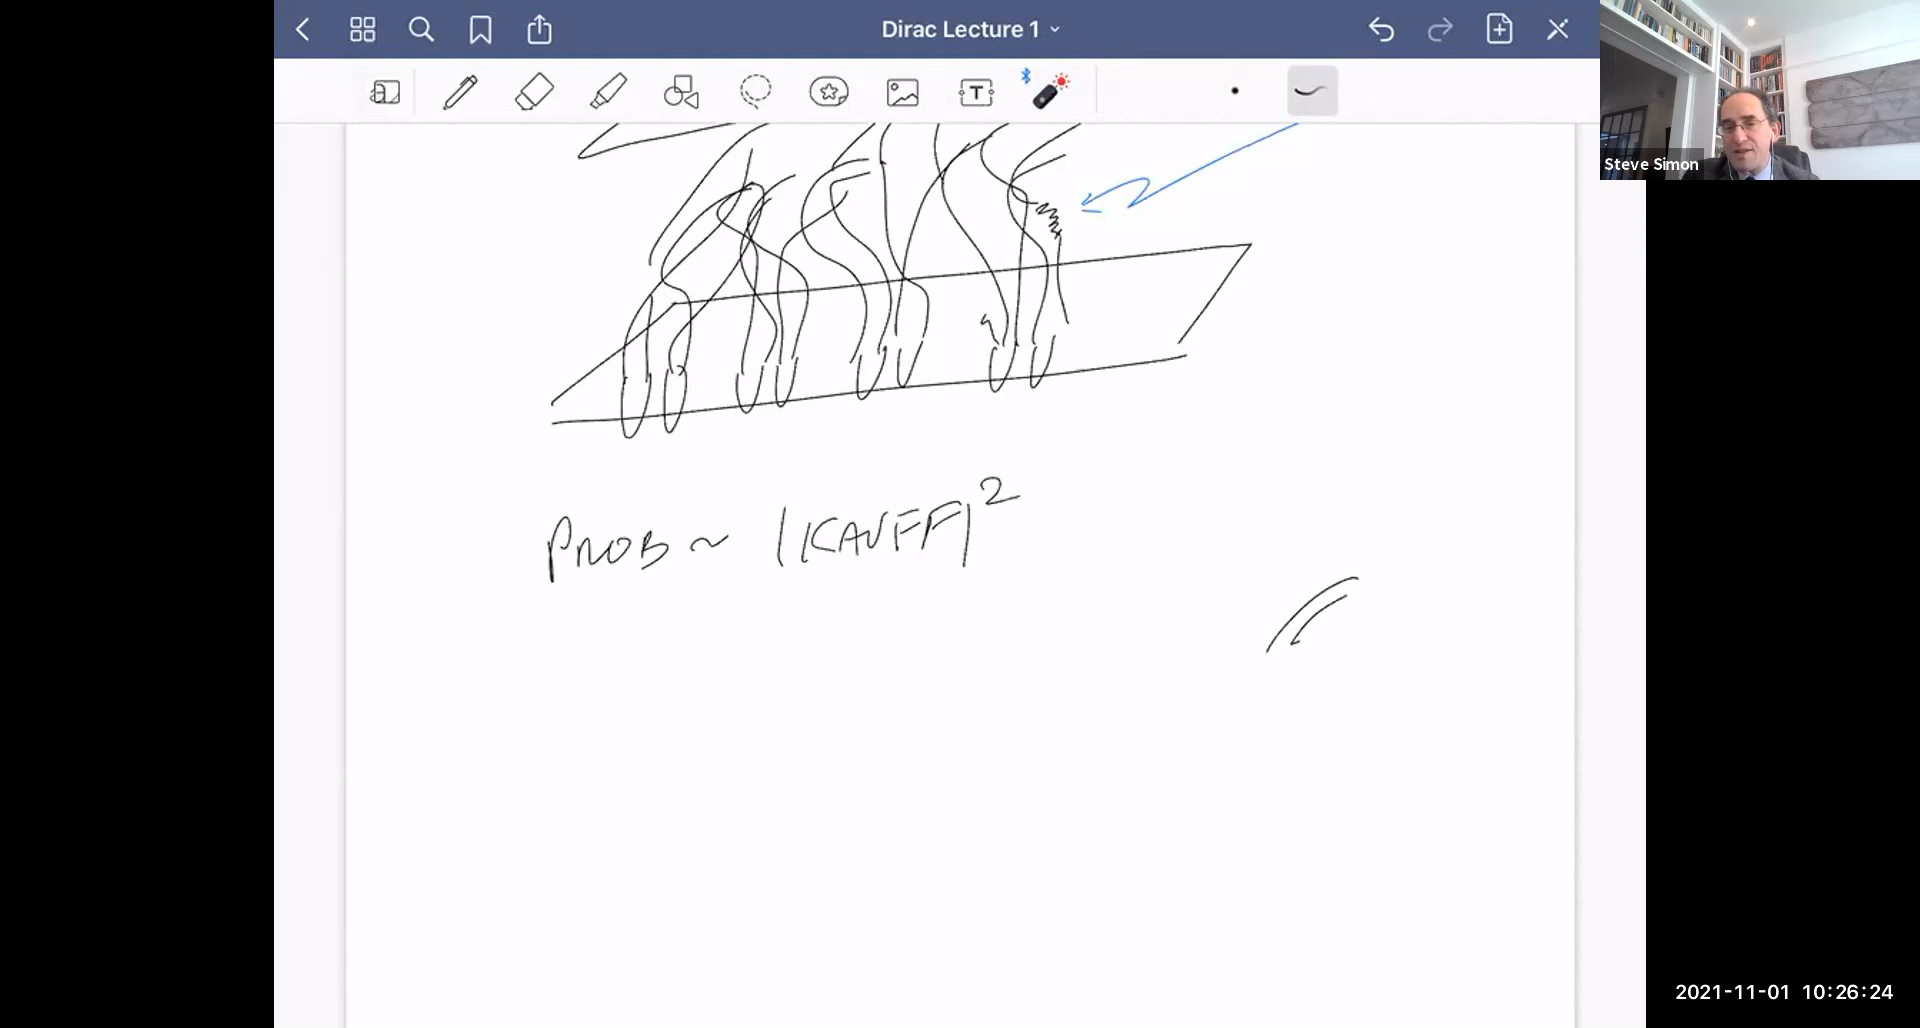 Dirac Lecture 1
T
Steve Simon
PROB ~ |KAUFF|²
2021-11-01 10:26:24